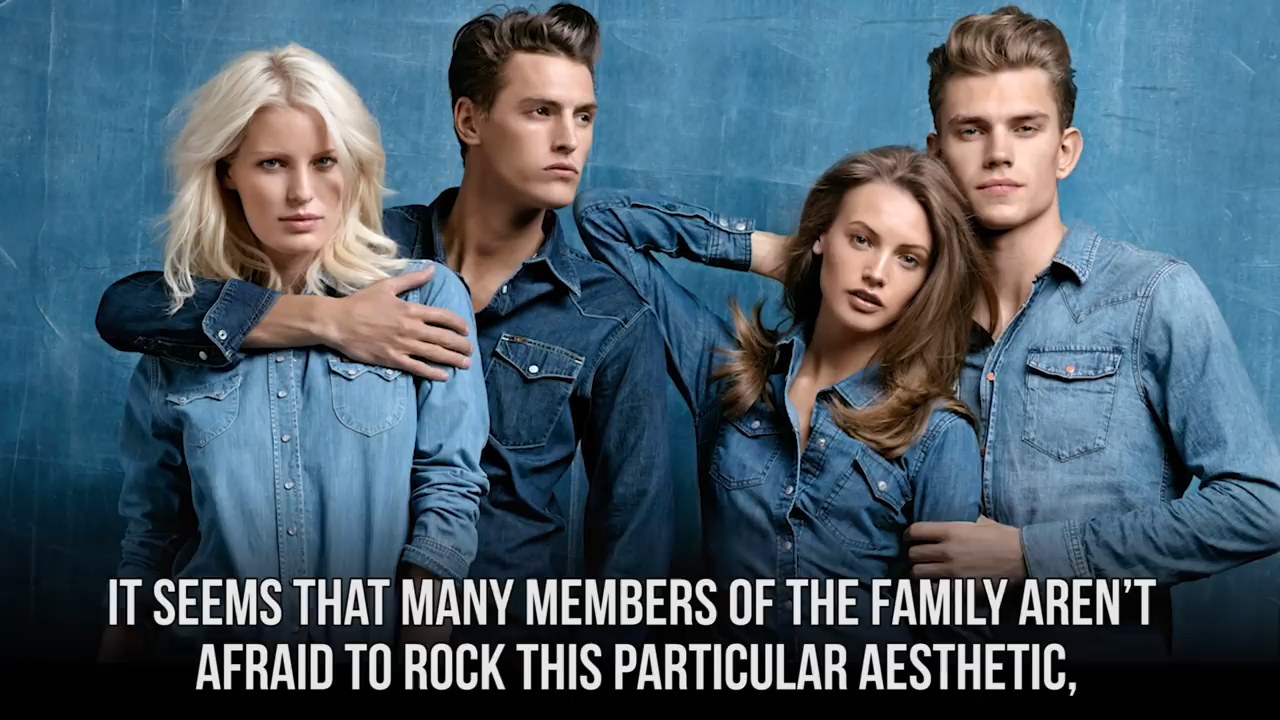 IT SEEMS THAT MANY MEMBERS OF THE FAMILY AREN’T
AFRAID TO ROCK THIS PARTICULAR AESTHETIC,